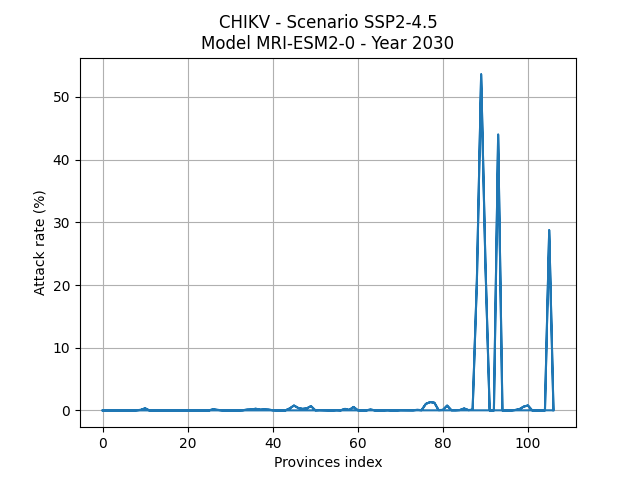 CHIKV - Scenario SSP2-4.5
Model MRI-ESM2-0 - Year 2030
50
40
30
20
10
0
Attack rate (%)
0 20 40 60 80 100
Provinces index